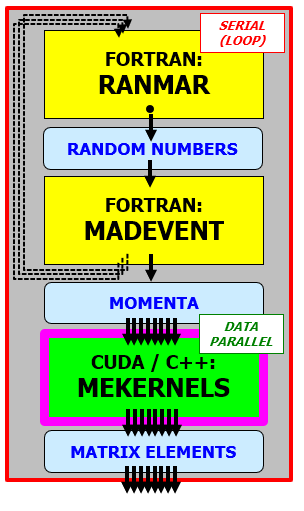 SERIAL
(LOOP)
FORTRAN:
RANMAR
RANDOM NUMBERS
FORTRAN:
MADEVENT
MOMENTA
DATA
PARALLEL
CUDA / C++:
MEKERNELS
MATRIX ELEMENTS